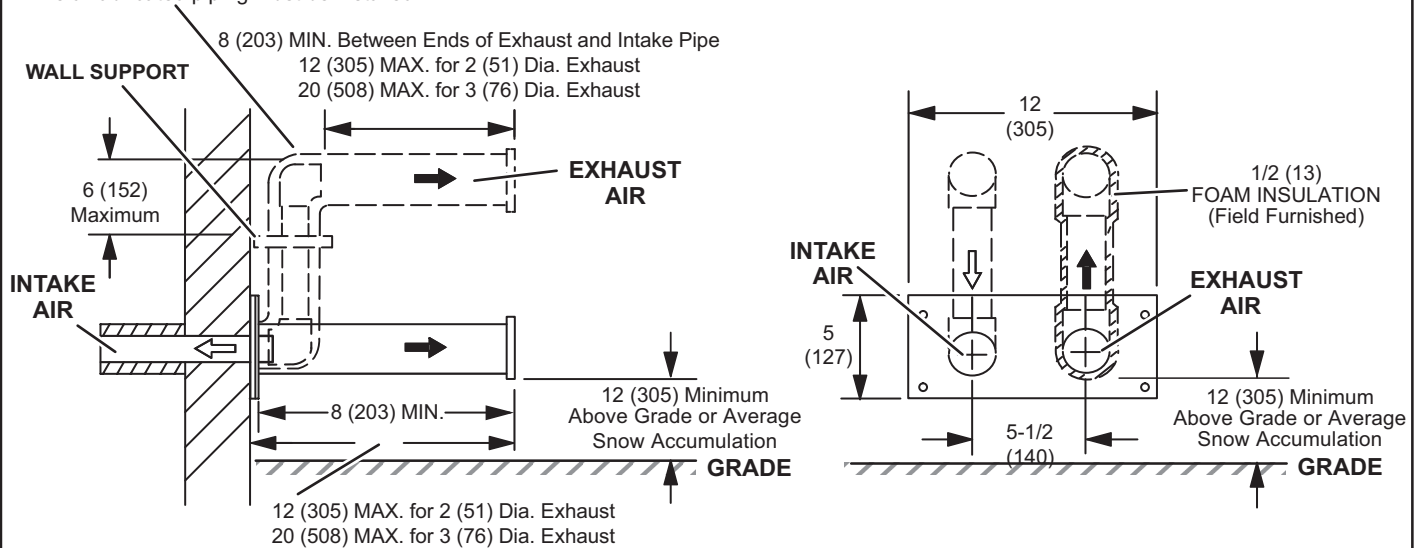 8 (203) MIN. Between Ends of Exhaust and Intake Pipe
12 (305) MAX. for 2 (51) Dia. Exhaust
20 (508) MAX. for 3 (76) Dia. Exhaust
WALL SUPPORT
6 (152)
Maximum
EXHAUST
AIR
INTAKE
AIR
8 (203) MIN.
12 (305) Minimum
Above Grade or Average
Snow Accumulation
GRADE
12 (305) MAX. for 2 (51) Dia. Exhaust
20 (508) MAX. for 3 (76) Dia. Exhaust
12
(305)
1/2 (13)
FOAM INSULATION
(Field Furnished)
INTAKE
AIR
EXHAUST
AIR
5
(127)
5-1/2
(140)
12 (305) Minimum
Above Grade or Average
Snow Accumulation
GRADE